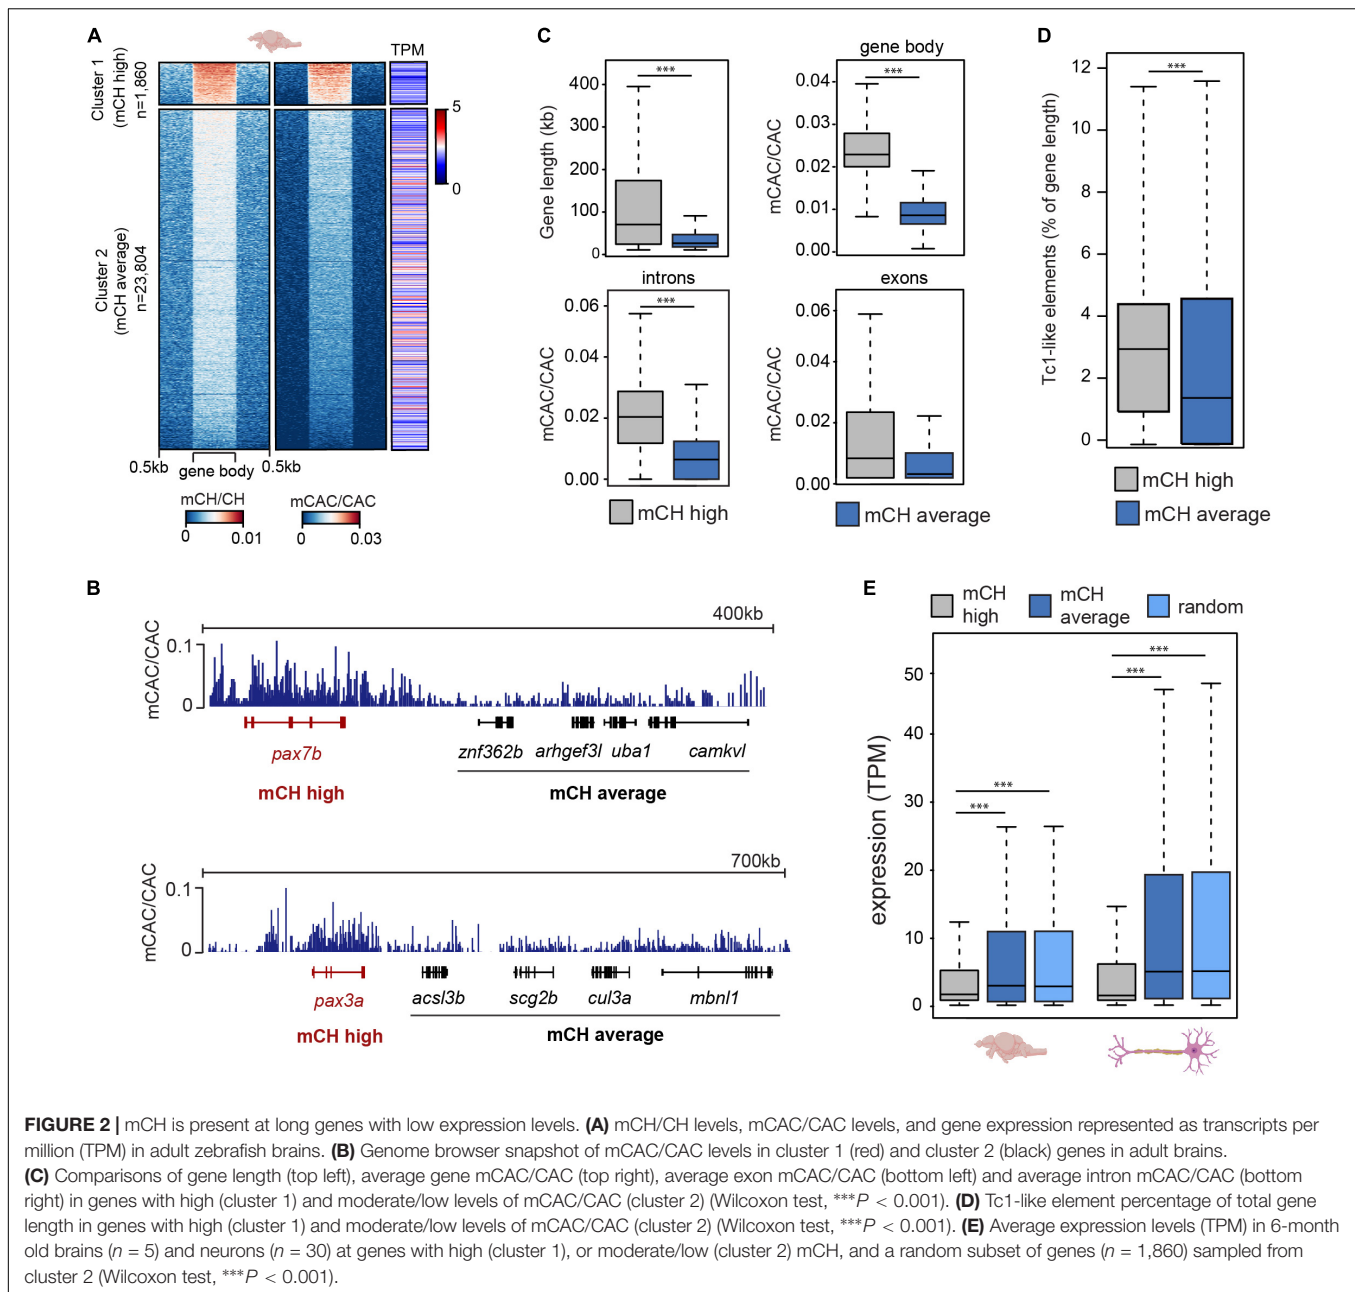 A
TPM
Cluster 1
(mCH high)
n=1,860
5
0
Cluster 2
(mCH average)
n=23,804
0.5kb
gene body
0.5kb
mCH/CH
0
0.01
mCAC/CAC
0
0.03
C
***
Gene length (kb)
400
300
200
100
0
gene body
***
mCAC/CAC
0.04
0.03
0.02
0.01
0.00
introns
***
mCAC/CAC
0.06
0.04
0.02
0.00
exons
mCAC/CAC
0.06
0.04
0.02
0.00
mCH high
mCH average
D
***
Tc1-like elements (% of gene length)
12
10
8
6
4
2
0
mCH high
mCH average
B
400kb
mCAC/CAC
0.1
0
pax7b
znf362b
arhgef3l
uba1
camkvl
mCH high
mCH average
700kb
mCAC/CAC
0.1
0
pax3a
acsl3b
scg2b
cul3a
mbnl1
mCH high
mCH average
E
mCH
high
mCH
average
random
expression (TPM)
50
40
30
20
10
0
***
***
***
***
FIGURE 2 | mCH is present at long genes with low expression levels. (A) mCH/CH levels, mCAC/CAC levels, and gene expression represented as transcripts per
million (TPM) in adult zebrafish brains. (B) Genome browser snapshot of mCAC/CAC levels in cluster 1 (red) and cluster 2 (black) genes in adult brains.
(C) Comparisons of gene length (top left), average gene mCAC/CAC (top right), average exon mCAC/CAC (bottom left) and average intron mCAC/CAC (bottom
right) in genes with high (cluster 1) and moderate/low levels of mCAC/CAC (cluster 2) (Wilcoxon test, ***P < 0.001). (D) Tc1-like element percentage of total gene
length in genes with high (cluster 1) and moderate/low levels of mCAC/CAC (cluster 2) (Wilcoxon test, ***P < 0.001). (E) Average expression levels (TPM) in 6-month
old brains (n = 5) and neurons (n = 30) at genes with high (cluster 1), or moderate/low (cluster 2) mCH, and a random subset of genes (n = 1,860) sampled from
cluster 2 (Wilcoxon test, ***P < 0.001).